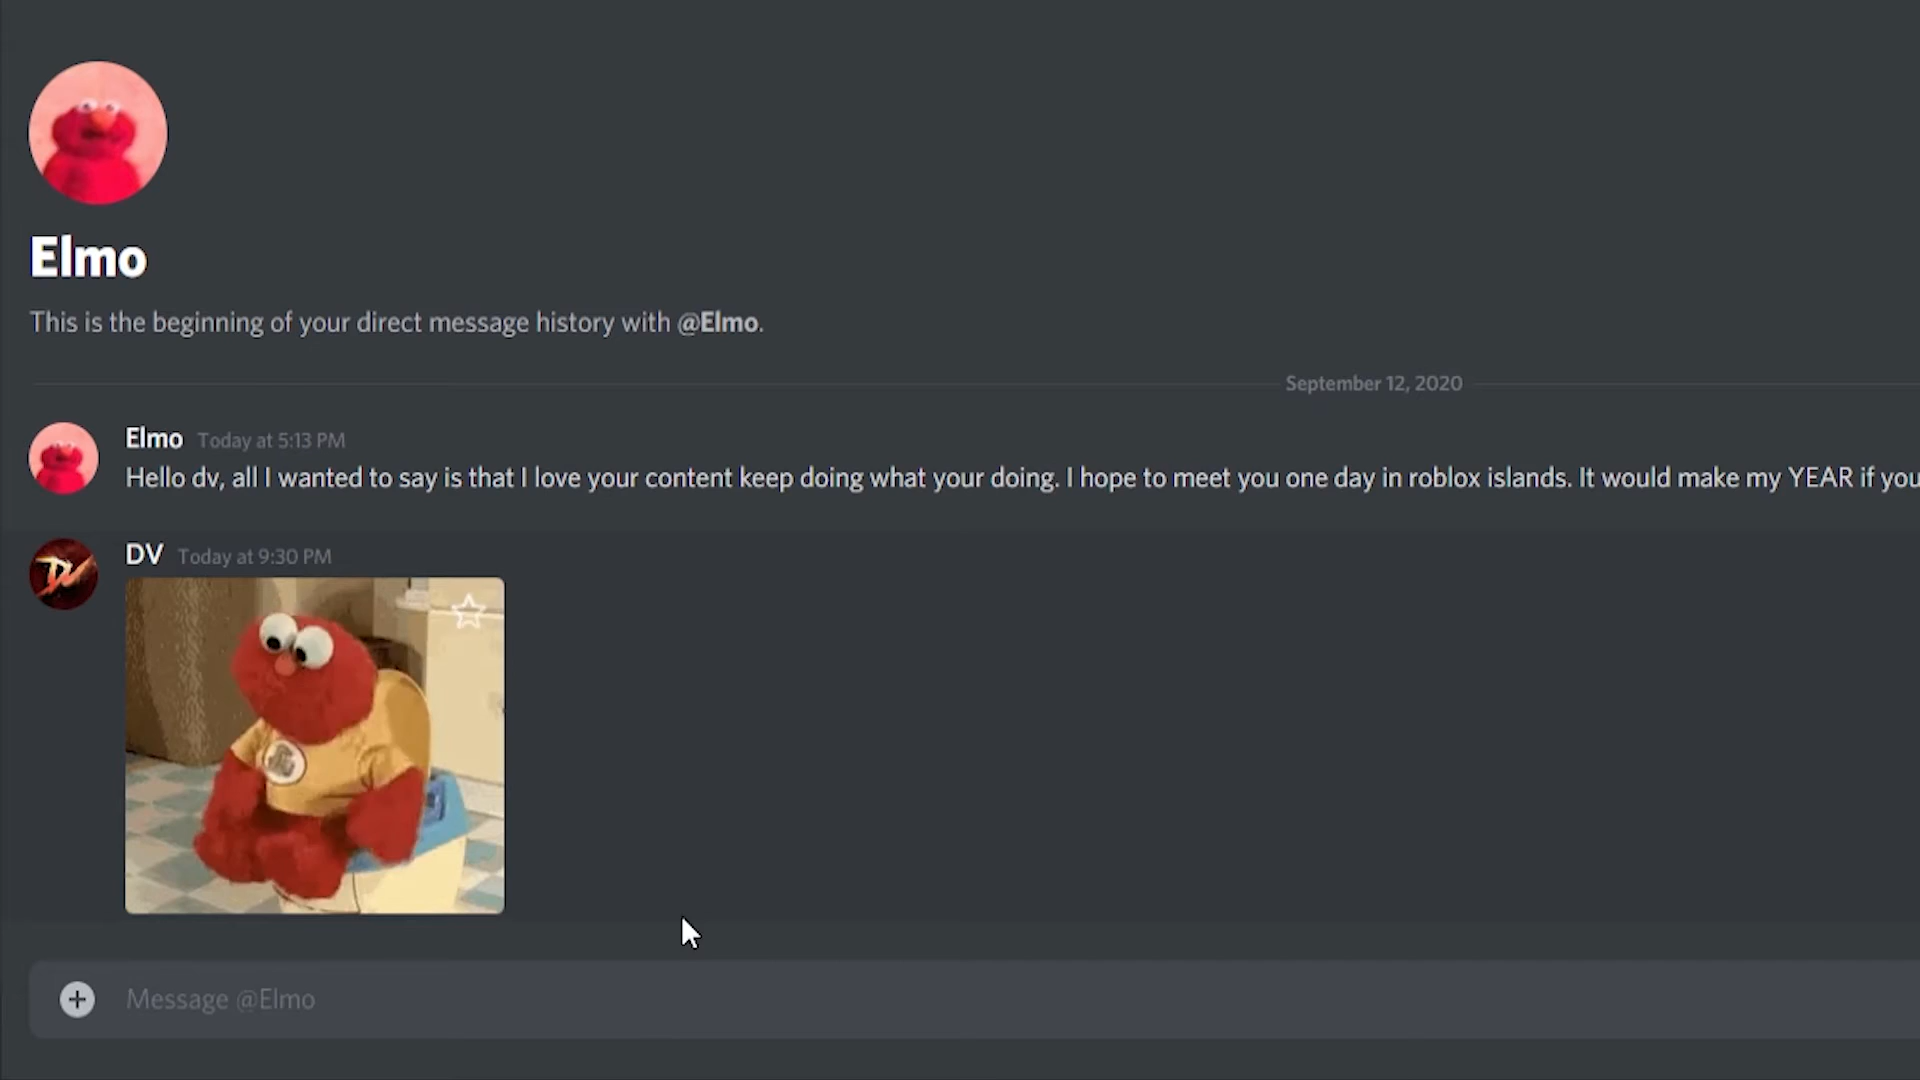 Elmo
This is the beginning of your direct message history with @Elmo.
September 12, 2020
Elmo Today at 5:13 PM
Hello dv, all I wanted to say is that I love your content keep doing what your doing. I hope to meet you one day in roblox islands. It would make my YEAR if you
DV Today at 9:30 PM
Message @Elmo